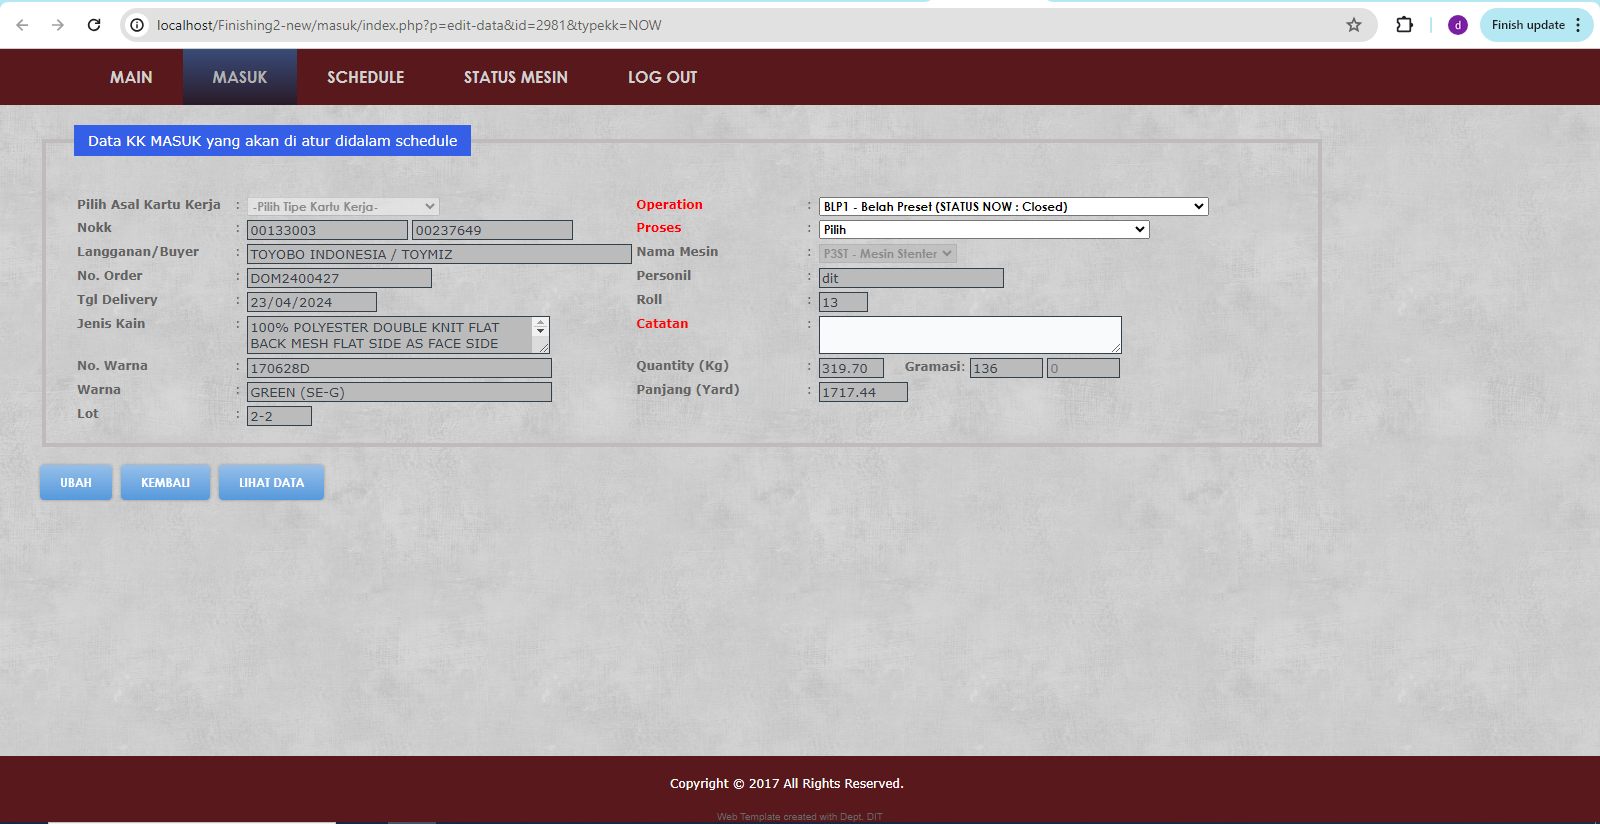 localhost/Finishing2-new/masuk/index.php?p=edit-data&id=2981&typekk=NOW
d
Finish update
MAIN
MASUK
SCHEDULE
STATUS MESIN
LOG OUT
Data KK MASUK yang akan di atur didalam schedule
Pilih Asal Kartu Kerja : -Pilih Tipe Kartu Kerja-
Nokk : 00133003 00237649
Langganan/Buyer : TOYOBO INDONESIA / TOYMIZ
No. Order : DOM2400427
Tgl Delivery : 23/04/2024
Jenis Kain : 100% POLYESTER DOUBLE KNIT FLAT
BACK MESH FLAT SIDE AS FACE SIDE
No. Warna : 170628D
Warna : GREEN (SE-G)
Lot : 2-2
Operation : BLP1 - Belah Preset (STATUS NOW : Closed)
Proses : Pilih
Nama Mesin : P3ST - Mesin Stenter
Personil : dit
Roll : 13
Catatan :
Quantity (Kg) : 319.70 Gramasi: 136 0
Panjang (Yard) : 1717.44
UBAH
KEMBALI
LIHAT DATA
Copyright © 2017 All Rights Reserved.
Web Template created with Dept. DIT